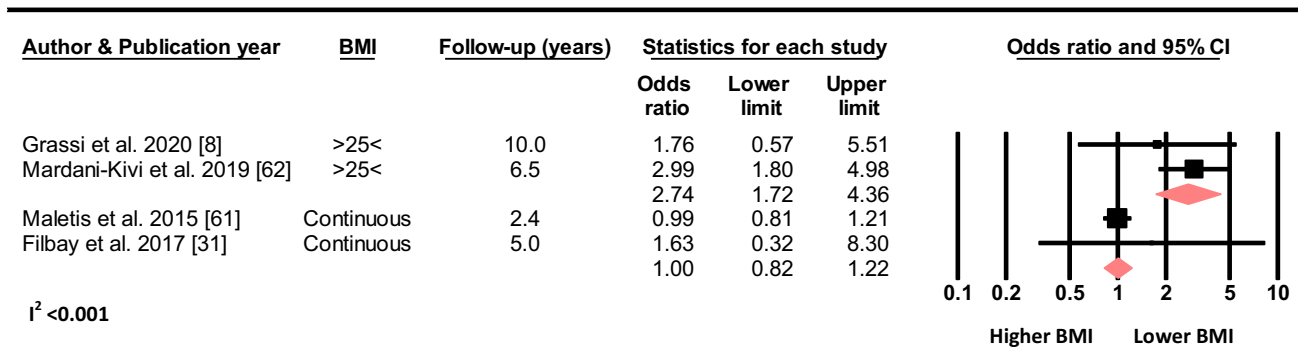 Author & Publication year BMI Follow-up (years) Statistics for each study Odds ratio and 95% CI
Odds ratio Lower limit Upper limit
Grassi et al. 2020 [8] >25< 10.0 1.76 0.57 5.51
Mardani-Kivi et al. 2019 [62] >25< 6.5 2.99 1.80 4.98
2.74 1.72 4.36
Maletis et al. 2015 [61] Continuous 2.4 0.99 0.81 1.21
Filbay et al. 2017 [31] Continuous 5.0 1.63 0.32 8.30
1.00 0.82 1.22
0.1 0.2 0.5 1 2 5 10
I² <0.001
Higher BMI Lower BMI